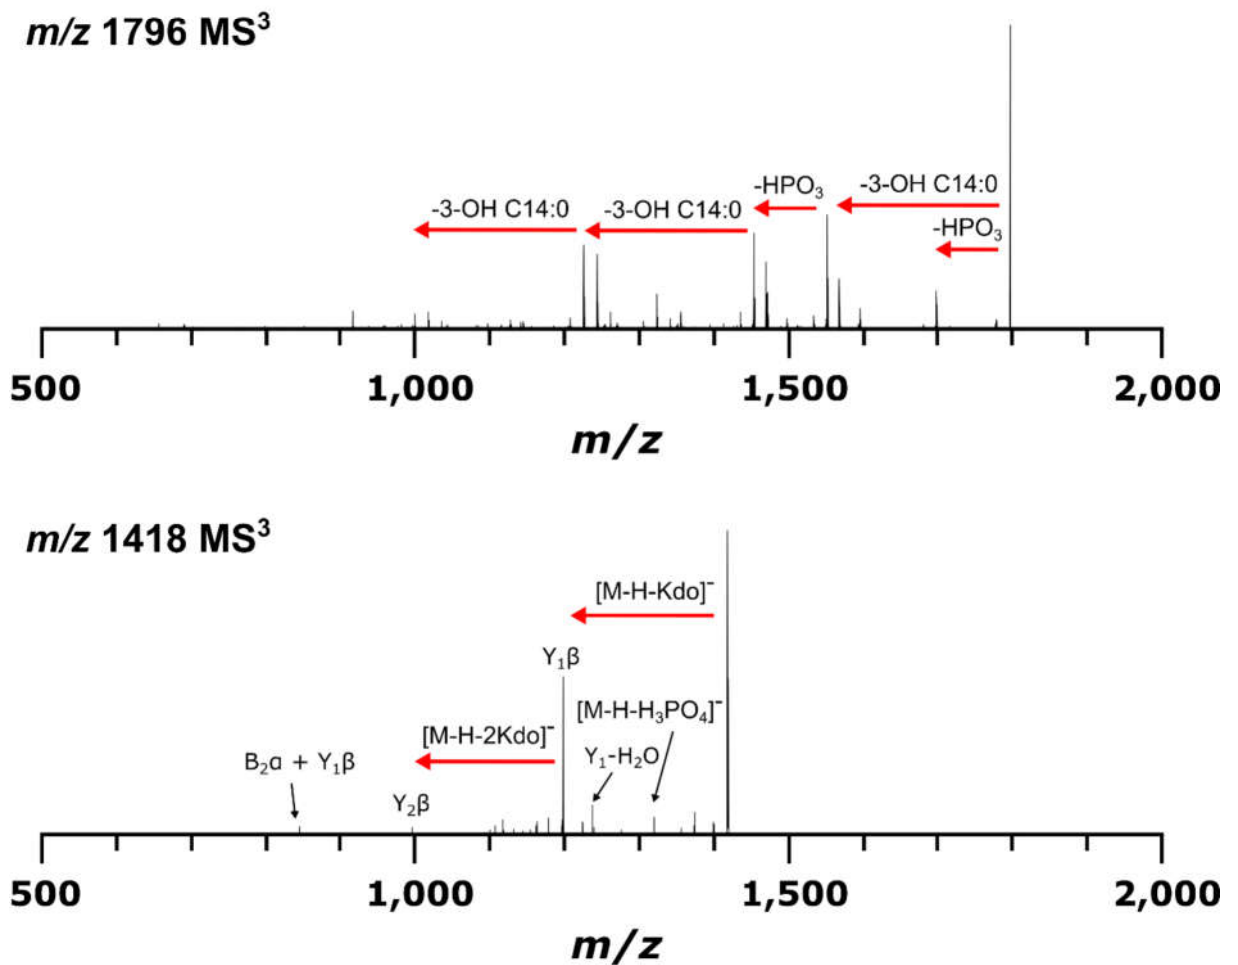 m/z 1796 MS³
-HPO₃
-3-OH C14:0
-3-OH C14:0
-3-OH C14:0
-HPO₃
500 1,000 1,500 2,000
m/z
m/z 1418 MS³
[M-H-Kdo]⁻
Y₁β
[M-H-H₃PO₄]⁻
[M-H-2Kdo]⁻
Y₁-H₂O
B₂α + Y₁β
Y₂β
500 1,000 1,500 2,000
m/z